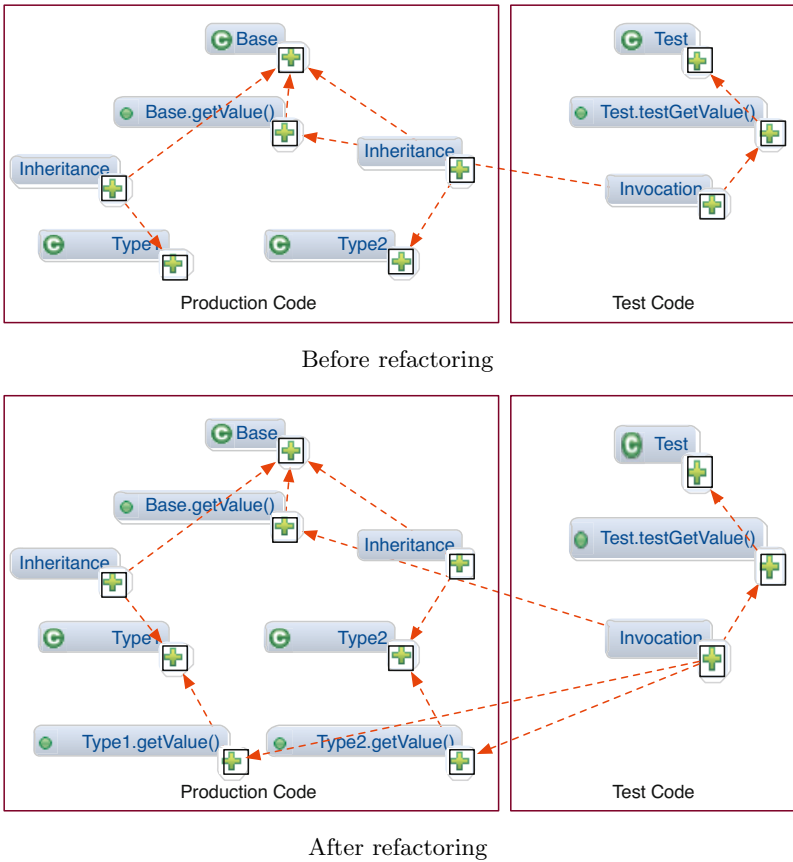 C Base
C Test
Base.getValue()
Test.testGetValue()
Inheritance
Inheritance
Invocation
C Type1
C Type2
Production Code
Test Code
Before refactoring
C Base
C Test
Base.getValue()
Test.testGetValue()
Inheritance
Inheritance
C Type1
C Type2
Invocation
Type1.getValue()
Type2.getValue()
Production Code
Test Code
After refactoring